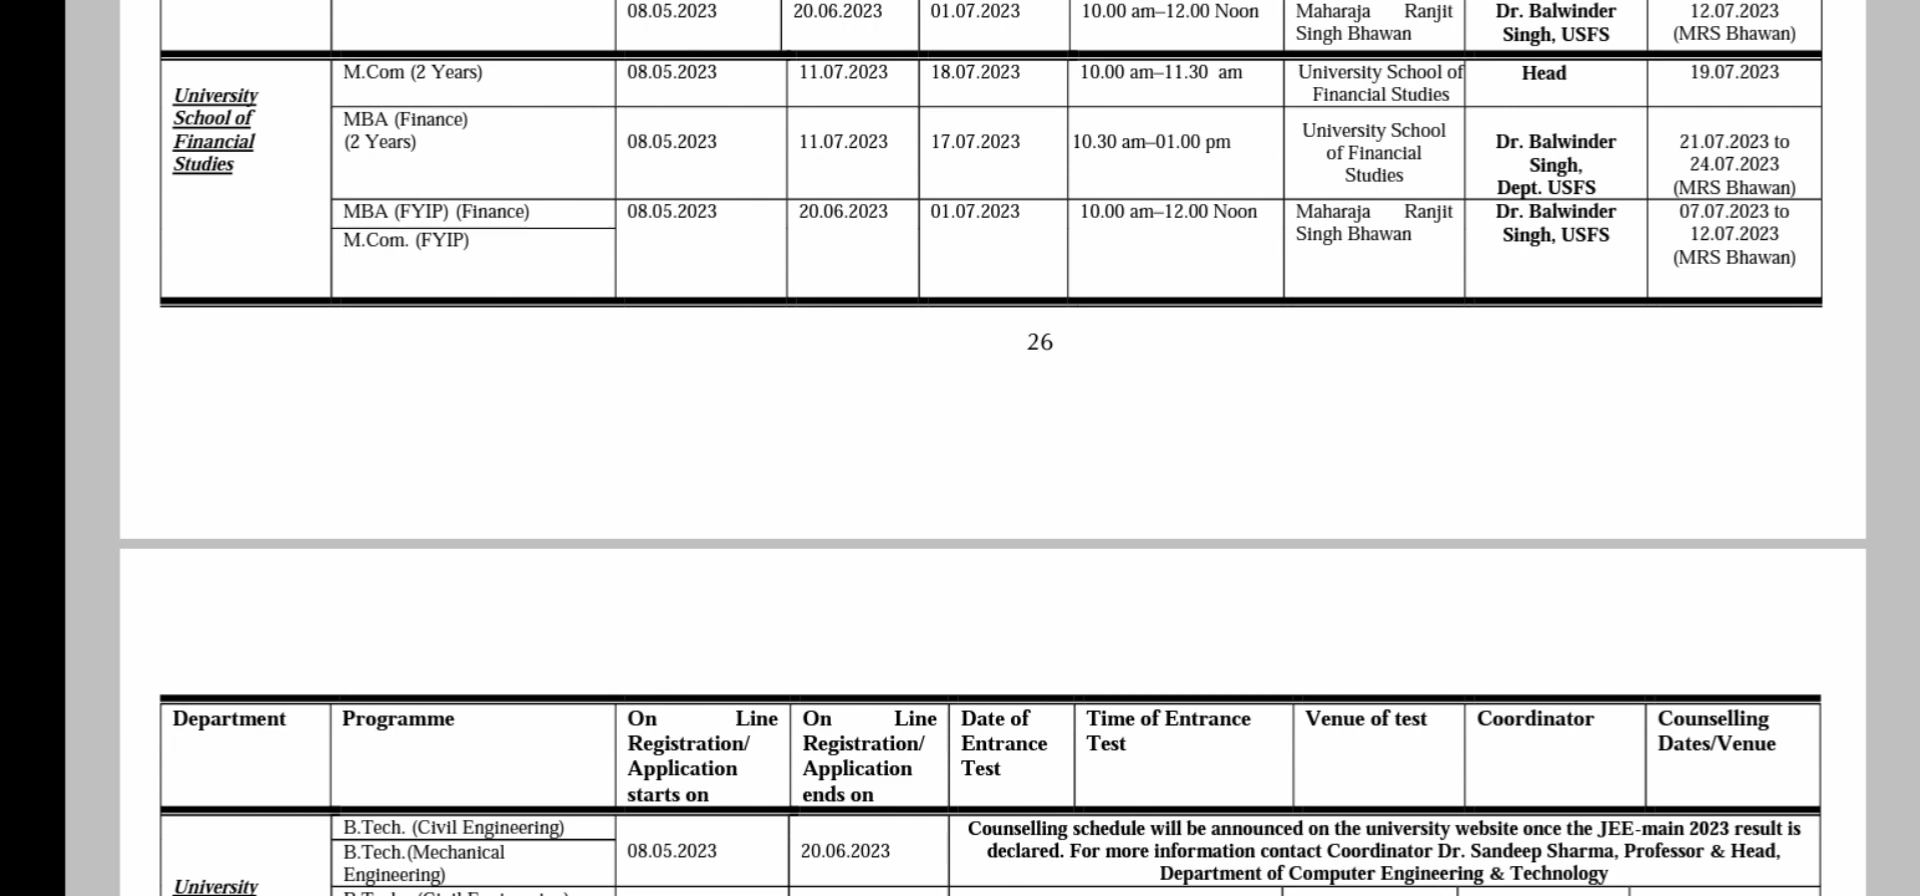 08.05.2023 20.06.2023 01.07.2023 10.00 am–12.00 Noon Maharaja Ranjit Singh Bhawan Dr. Balwinder Singh, USFS 12.07.2023 (MRS Bhawan)
University School of Financial Studies
M.Com (2 Years) 08.05.2023 11.07.2023 18.07.2023 10.00 am–11.30 am University School of Financial Studies Head 19.07.2023
MBA (Finance) (2 Years) 08.05.2023 11.07.2023 17.07.2023 10.30 am–01.00 pm University School of Financial Studies Dr. Balwinder Singh, Dept. USFS 21.07.2023 to 24.07.2023 (MRS Bhawan)
MBA (FYIP) (Finance) 08.05.2023 20.06.2023 01.07.2023 10.00 am–12.00 Noon Maharaja Ranjit Singh Bhawan Dr. Balwinder Singh, USFS 07.07.2023 to 12.07.2023 (MRS Bhawan)
M.Com. (FYIP)
26
Department Programme On Line Registration/ Application starts on On Line Registration/ Application ends on Date of Entrance Test Time of Entrance Test Venue of test Coordinator Counselling Dates/Venue
B.Tech. (Civil Engineering)
B.Tech.(Mechanical Engineering)
08.05.2023 20.06.2023
Counselling schedule will be announced on the university website once the JEE-main 2023 result is
declared. For more information contact Coordinator Dr. Sandeep Sharma, Professor & Head,
Department of Computer Engineering & Technology
University